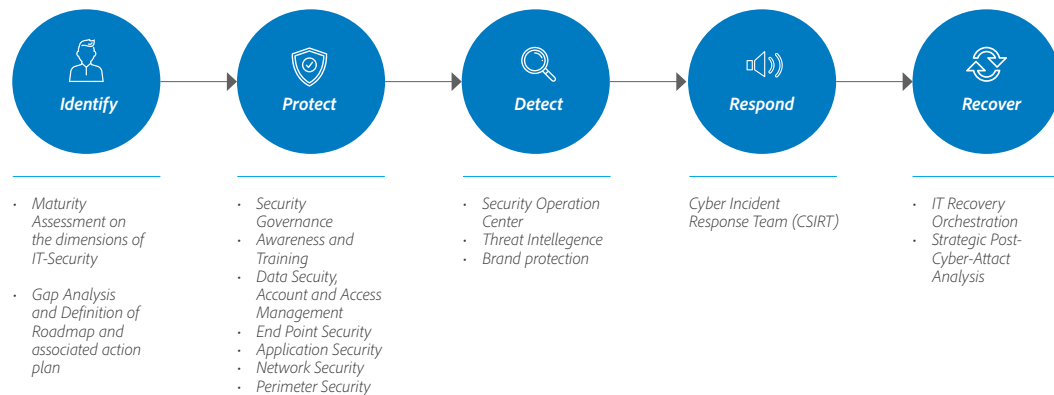 Identify
Protect
Detect
Respond
Recover
• Maturity
Assessment on
the dimensions of
IT-Security
• Gap Analysis
and Definition of
Roadmap and
associated action
plan
• Security
Governance
• Awareness and
Training
• Data Secuity,
Account and Access
Management
• End Point Security
• Application Security
• Network Security
• Perimeter Security
• Security Operation
Center
• Threat Intellegence
• Brand protection
Cyber Incident
Response Team (CSIRT)
• IT Recovery
Orchestration
• Strategic Post-
Cyber-Attact
Analysis